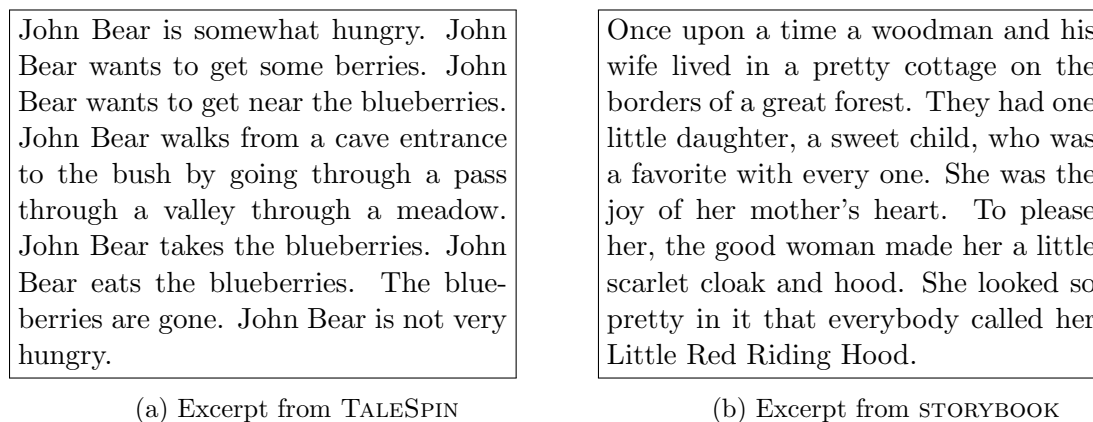 John Bear is somewhat hungry. John
Bear wants to get some berries. John
Bear wants to get near the blueberries.
John Bear walks from a cave entrance
to the bush by going through a pass
through a valley through a meadow.
John Bear takes the blueberries. John
Bear eats the blueberries. The blue-
berries are gone. John Bear is not very
hungry.
(a) Excerpt from TALESPIN
Once upon a time a woodman and his
wife lived in a pretty cottage on the
borders of a great forest. They had one
little daughter, a sweet child, who was
a favorite with every one. She was the
joy of her mother's heart. To please
her, the good woman made her a little
scarlet cloak and hood. She looked so
pretty in it that everybody called her
Little Red Riding Hood.
(b) Excerpt from STORYBOOK